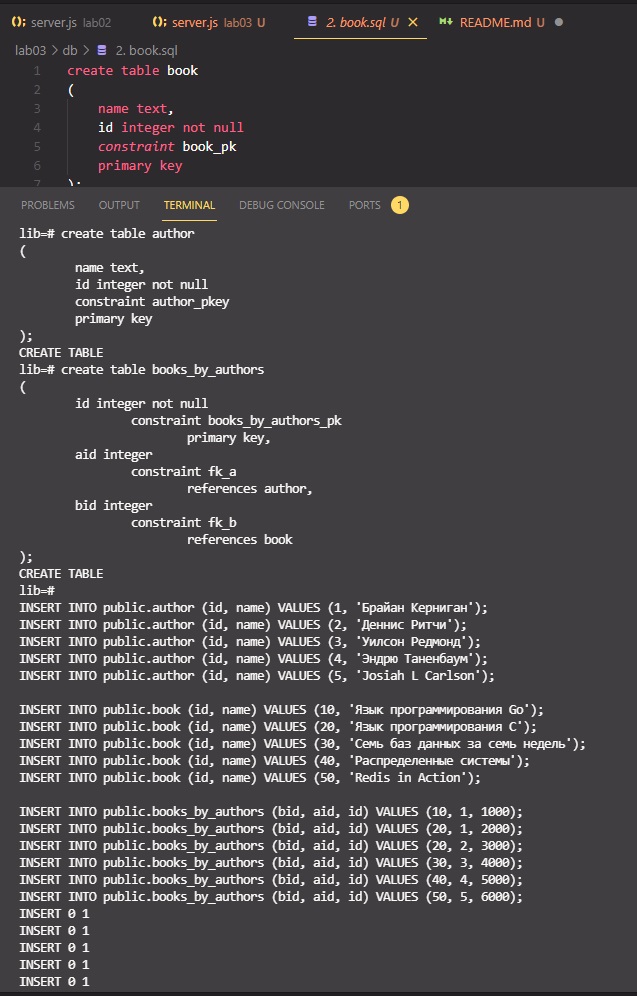 server.js lab02 server.js lab03 U 2. book.sql U README.md U
lab03 > db > 2. book.sql
1 create table book
2 (
3 name text,
4 id integer not null
5 constraint book_pk
6 primary key
7 );
PROBLEMS OUTPUT TERMINAL DEBUG CONSOLE PORTS 1
lib=# create table author
(
name text,
id integer not null
constraint author_pkey
primary key
);
CREATE TABLE
lib=# create table books_by_authors
(
id integer not null
constraint books_by_authors_pk
primary key,
aid integer
constraint fk_a
references author,
bid integer
constraint fk_b
references book
);
CREATE TABLE
lib=#
INSERT INTO public.author (id, name) VALUES (1, 'Брайан Керниган');
INSERT INTO public.author (id, name) VALUES (2, 'Деннис Ритчи');
INSERT INTO public.author (id, name) VALUES (3, 'Уилсон Редмонд');
INSERT INTO public.author (id, name) VALUES (4, 'Эндрю Таненбаум');
INSERT INTO public.author (id, name) VALUES (5, 'Josiah L Carlson');
INSERT INTO public.book (id, name) VALUES (10, 'Язык программирования Go');
INSERT INTO public.book (id, name) VALUES (20, 'Язык программирования C');
INSERT INTO public.book (id, name) VALUES (30, 'Семь баз данных за семь недель');
INSERT INTO public.book (id, name) VALUES (40, 'Распределенные системы');
INSERT INTO public.book (id, name) VALUES (50, 'Redis in Action');
INSERT INTO public.books_by_authors (bid, aid, id) VALUES (10, 1, 1000);
INSERT INTO public.books_by_authors (bid, aid, id) VALUES (20, 1, 2000);
INSERT INTO public.books_by_authors (bid, aid, id) VALUES (20, 2, 3000);
INSERT INTO public.books_by_authors (bid, aid, id) VALUES (30, 3, 4000);
INSERT INTO public.books_by_authors (bid, aid, id) VALUES (40, 4, 5000);
INSERT INTO public.books_by_authors (bid, aid, id) VALUES (50, 5, 6000);
INSERT 0 1
INSERT 0 1
INSERT 0 1
INSERT 0 1
INSERT 0 1